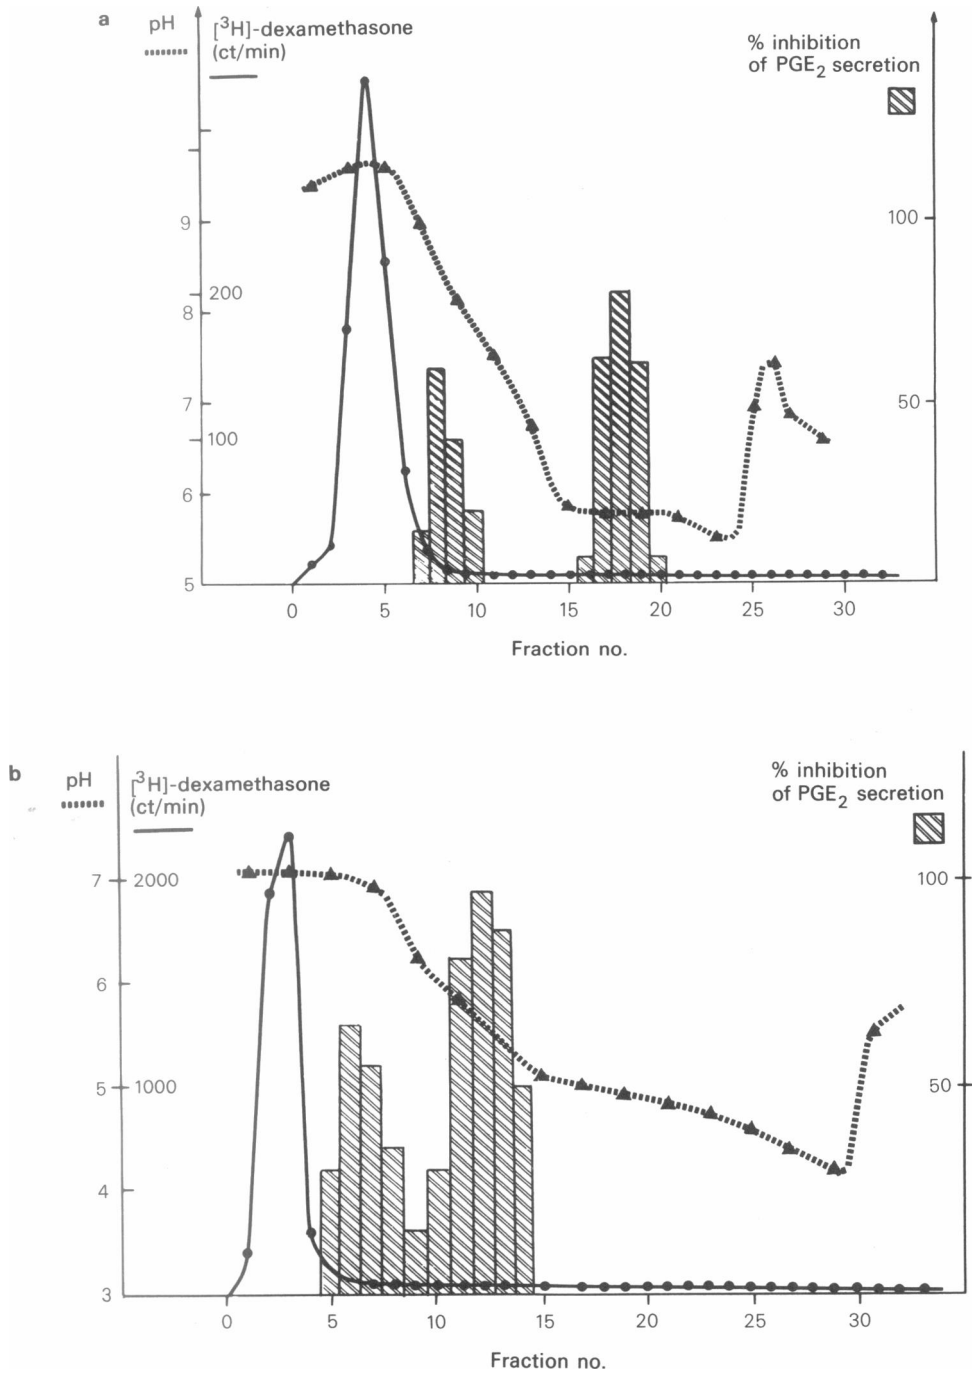 a
pH
[³H]-dexamethasone
(ct/min)
% inhibition
of PGE₂ secretion
9
8
7
6
5
200
100
100
50
0 5 10 15 20 25 30
Fraction no.
b
pH
[³H]-dexamethasone
(ct/min)
% inhibition
of PGE₂ secretion
7
6
5
4
3
2000
1000
100
50
0 5 10 15 20 25 30
Fraction no.